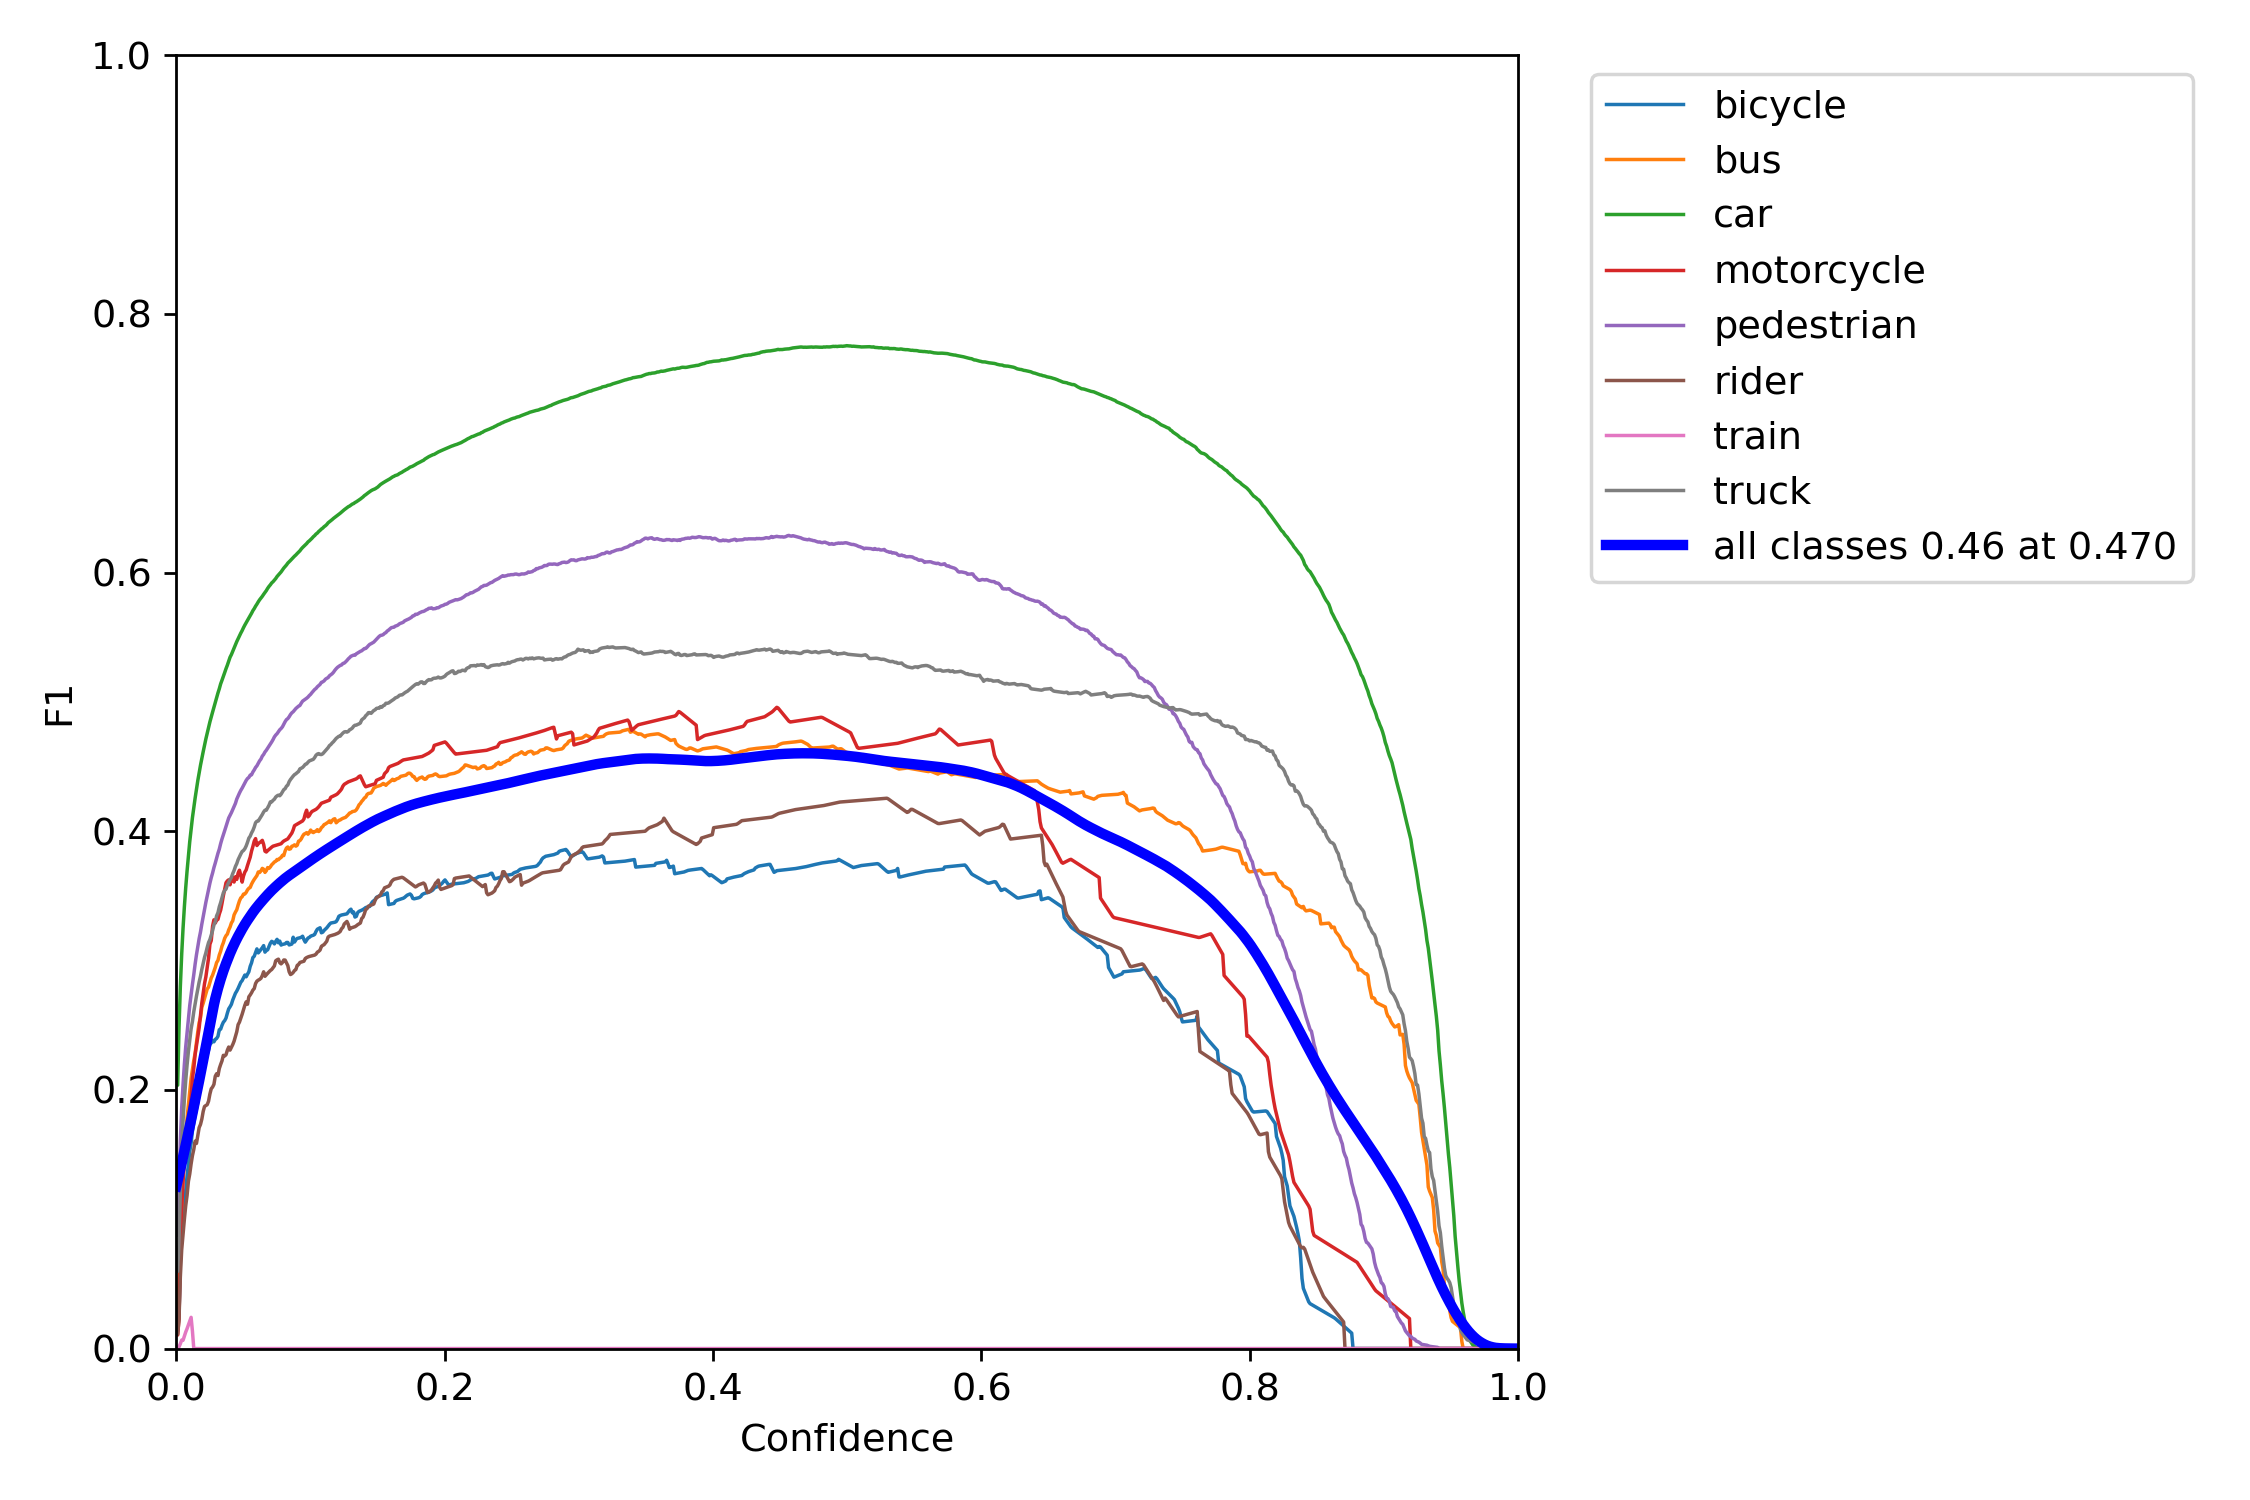 1.0
0.8
0.6
0.4
0.2
0.0
F1
0.0 0.2 0.4 0.6 0.8 1.0
Confidence
bicycle
bus
car
motorcycle
pedestrian
rider
train
truck
all classes 0.46 at 0.470